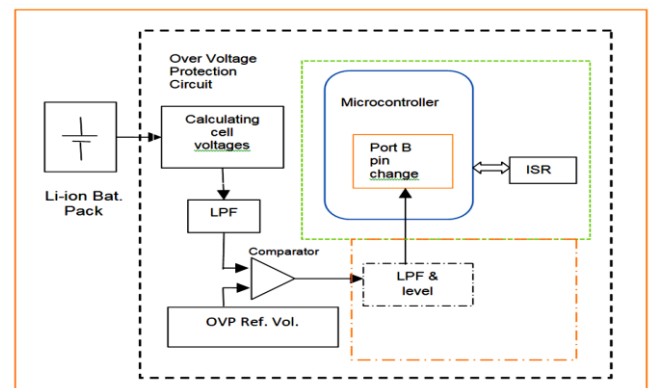 Over Voltage
Protection
Circuit
Calculating
cell
voltages
Li-ion Bat.
Pack
LPF
Comparator
OVP Ref. Vol.
Microcontroller
Port B
pin
change
ISR
LPF &
level